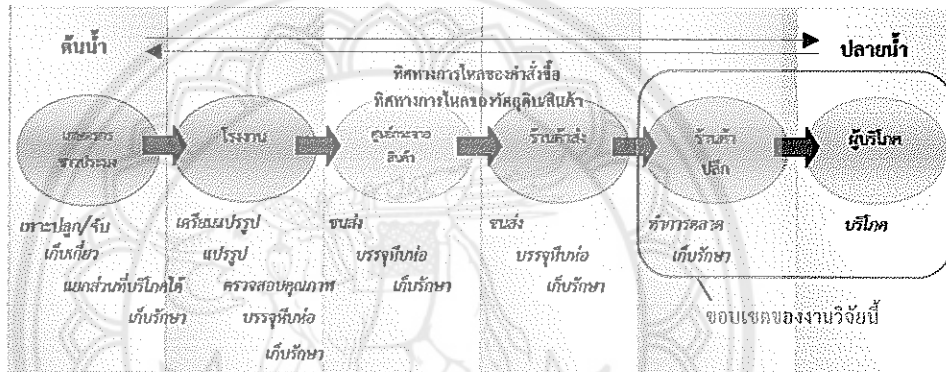 ต้นน้ำ
ปลายน้ำ
ทิศทางการไหลของคำสั่งซื้อ
ทิศทางการไหลของวัตถุดิบ/สินค้า
เกษตรกร
ชาวประมง
โรงงาน
ศูนย์กระจาย
สินค้า
ร้านค้าส่ง
ร้านค้า
ปลีก
ผู้บริโภค
เพาะปลูก/จับ
เก็บเกี่ยว
แยกส่วนที่บริโภคได้
เก็บรักษา
เตรียมแปรรูป
แปรรูป
ตรวจสอบคุณภาพ
บรรจุหีบห่อ
เก็บรักษา
ขนส่ง
บรรจุหีบห่อ
เก็บรักษา
ขนส่ง
บรรจุหีบห่อ
เก็บรักษา
ทำการตลาด
เก็บรักษา
บริโภค
ขอบเขตของงานวิจัยนี้